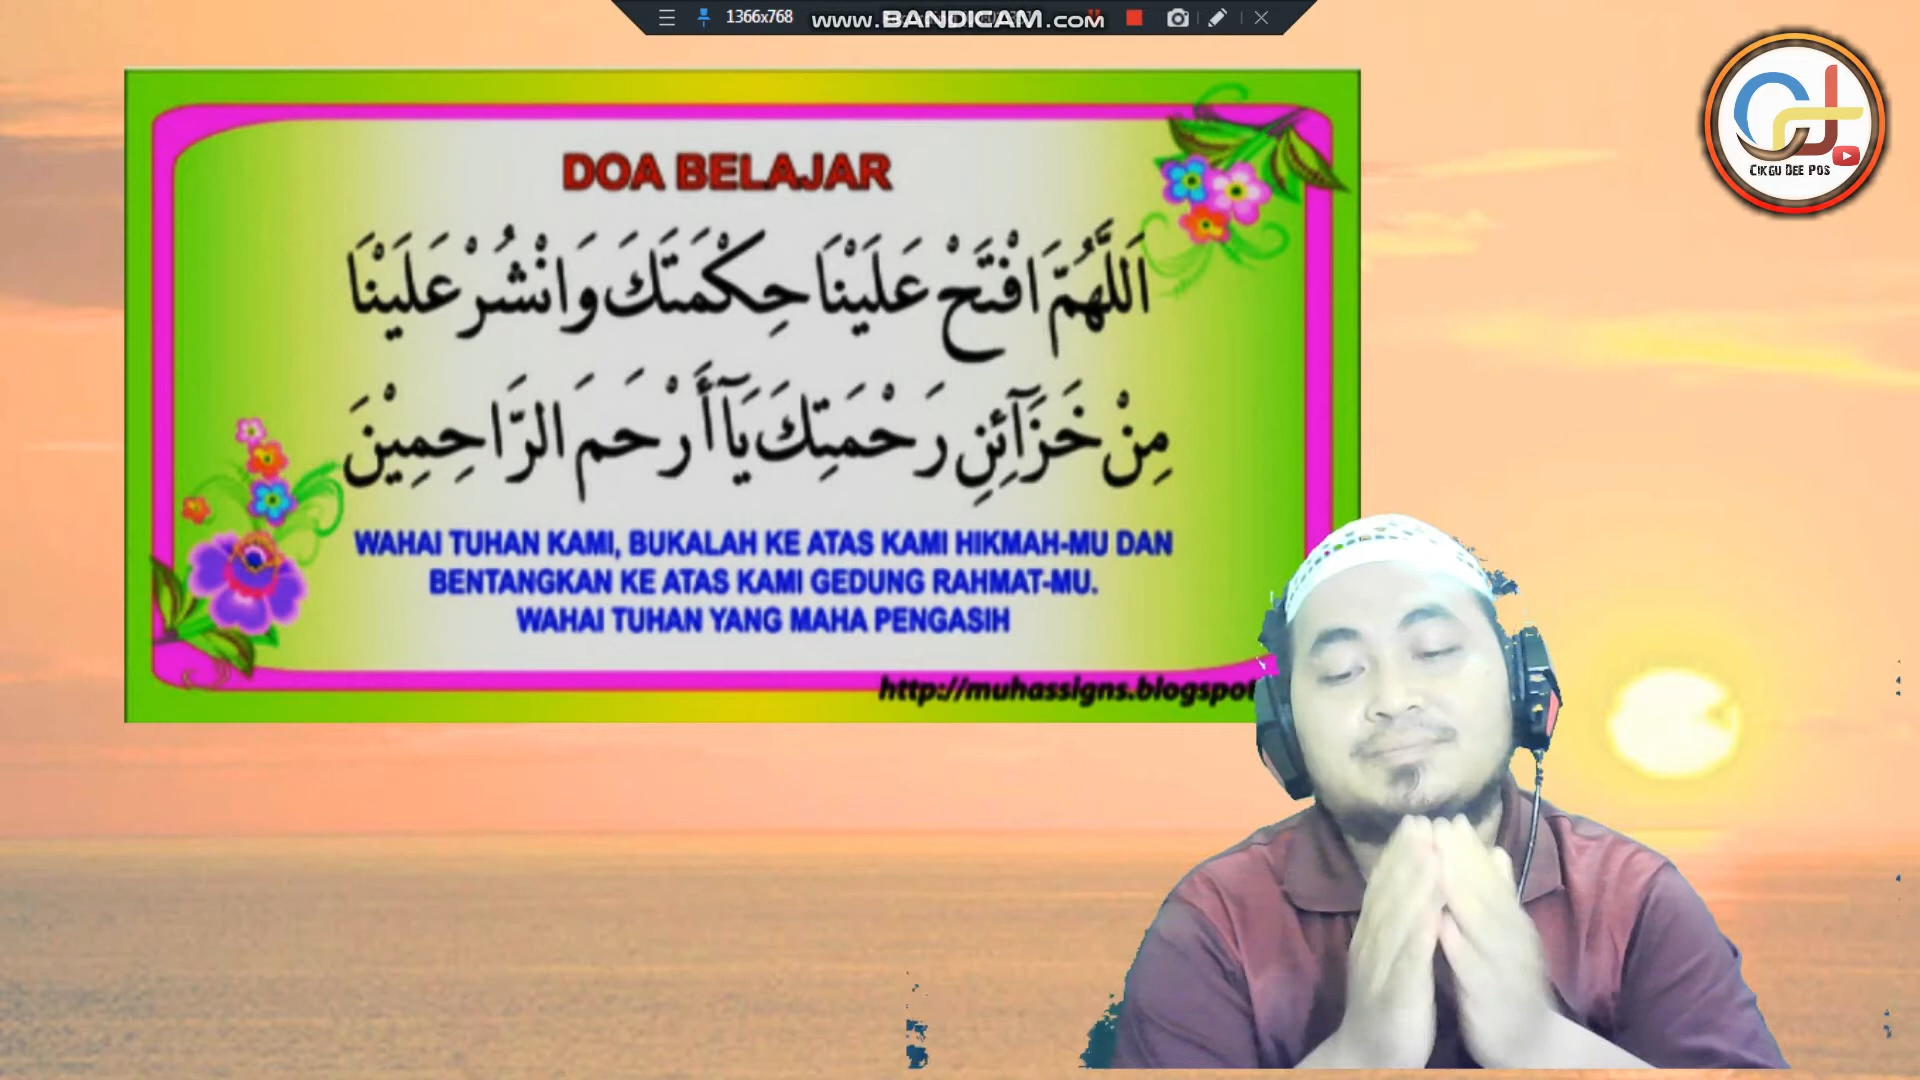 1366x768
www.BANDICAM.com
CIKGU DEE POS
DOA BELAJAR
اَللَّهُمَّ افْتَحْ عَلَيْنَا حِكْمَتَكَ وَانْشُرْ عَلَيْنَا
مِنْ خَزَآئِنِ رَحْمَتِكَ يَآ أَرْحَمَ الرَّاحِمِيْنَ
WAHAI TUHAN KAMI, BUKALAH KE ATAS KAMI HIKMAH-MU DAN
BENTANGKAN KE ATAS KAMI GEDUNG RAHMAT-MU.
WAHAI TUHAN YANG MAHA PENGASIH
http://muhassigns.blogspot